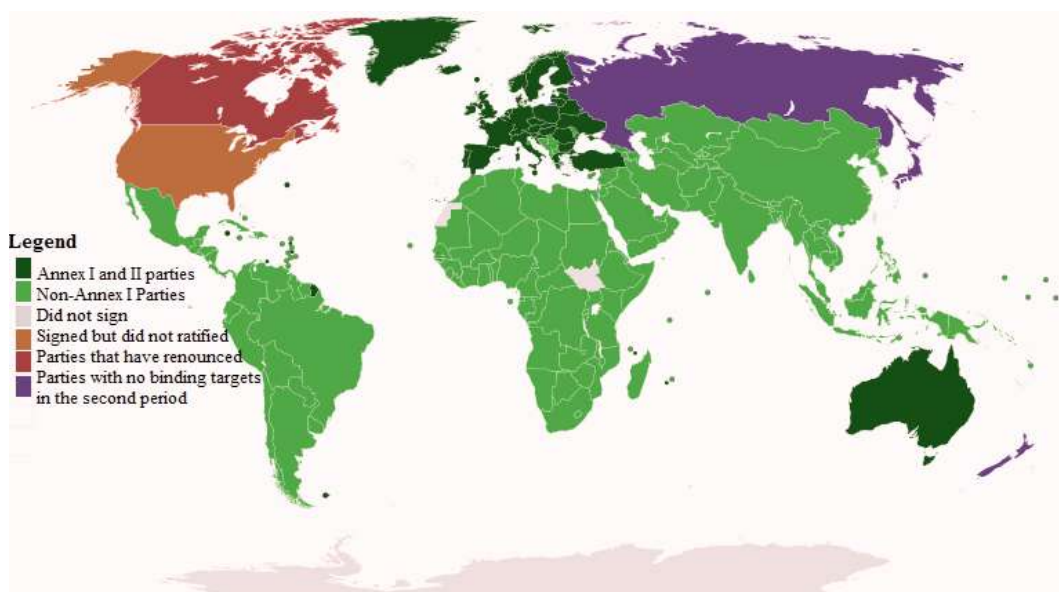 Legend
Annex I and II parties
Non-Annex I Parties
Did not sign
Signed but did not ratified
Parties that have renounced
Parties with no binding targets
in the second period